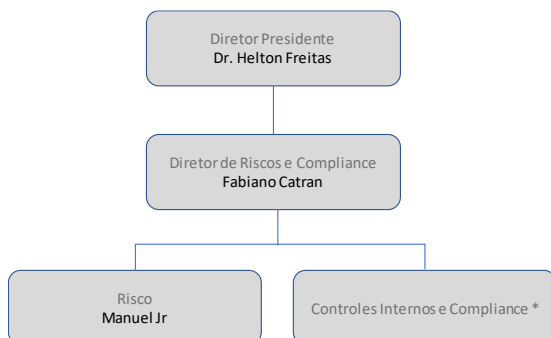 Diretor Presidente
Dr. Helton Freitas
Diretor de Riscos e Compliance
Fabiano Catran
Risco
Manuel Jr
Controles Internos e Compliance *